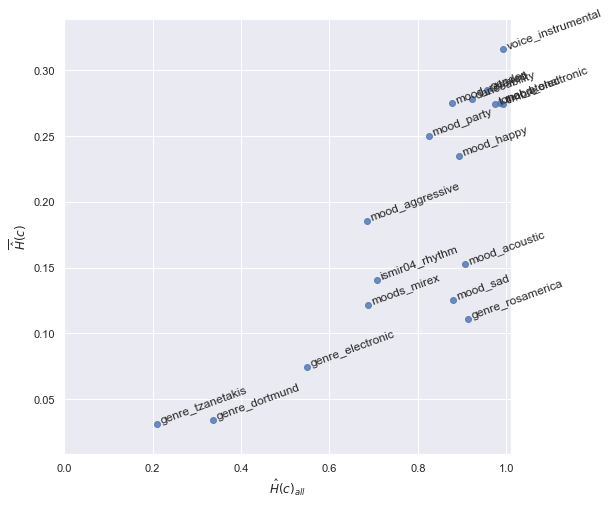 voice_instrumental
0.30
0.25
mood_party
mood_happy
0.20
mood_aggressive
mood_acoustic
ismir04_rhythm
0.15
mood_sad
moods_mirex
genre_rosamerica
0.10
genre_electronic
0.05
genre_tzanetakis
genre_dortmund
0.0
0.2
0.4
0.6
0.8
1.0
Ĥ(c)all